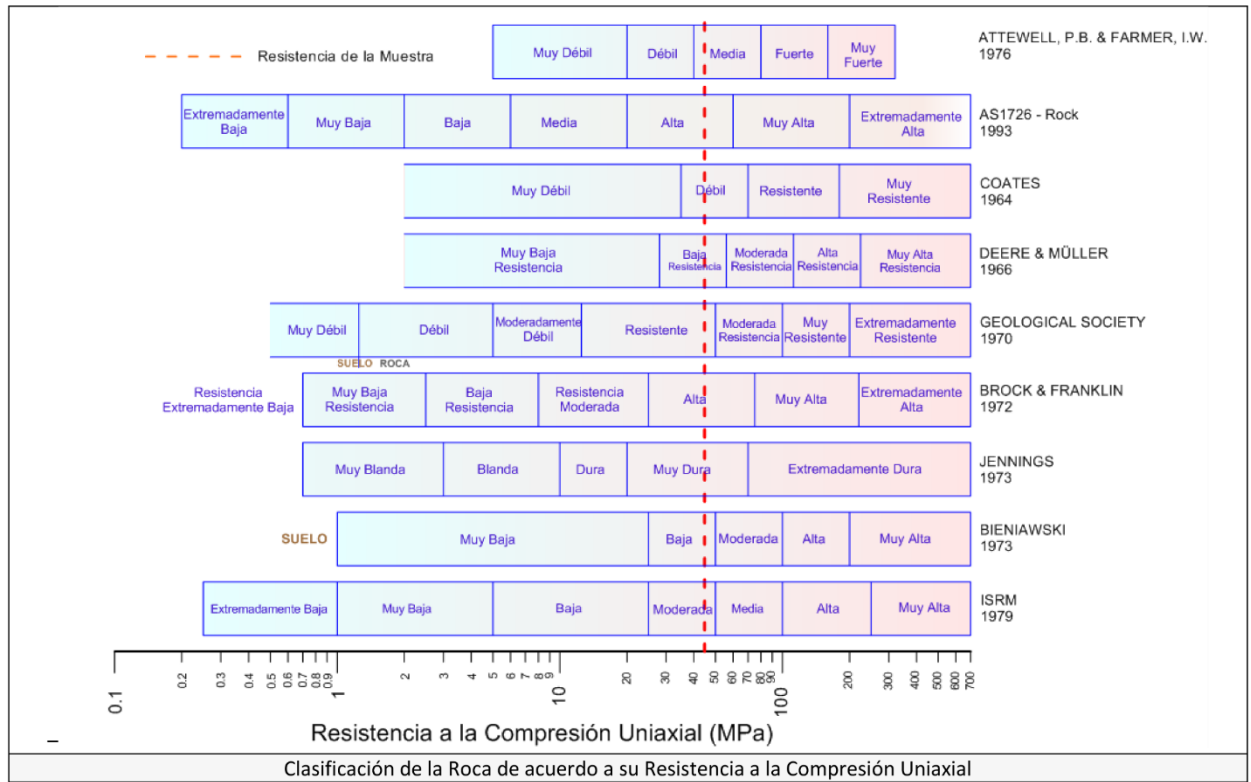 Resistencia de la Muestra
Muy Débil Débil Media Fuerte Muy
Fuerte
ATTEWELL, P.B. & FARMER, I.W.
1976
Extremadamente
Baja
Muy Baja Baja Media Alta Muy Alta Extremadamente
Alta
AS1726 - Rock
1993
Muy Débil Débil Resistente Muy
Resistente
COATES
1964
Muy Baja
Resistencia
Baja
Resistencia
Moderada
Resistencia
Alta
Resistencia
Muy Alta
Resistencia
DEERE & MÜLLER
1966
Muy Débil Débil Moderadamente
Débil
Resistente Moderada
Resistencia
Muy
Resistente
Extremadamente
Resistente
GEOLOGICAL SOCIETY
1970
SUELO ROCA
Resistencia
Extremadamente Baja
Muy Baja
Resistencia
Baja
Resistencia
Resistencia
Moderada
Alta Muy Alta Extremadamente
Alta
BROCK & FRANKLIN
1972
Muy Blanda Blanda Dura Muy Dura Extremadamente Dura
JENNINGS
1973
SUELO Muy Baja Baja Moderada Alta Muy Alta
BIENIAWSKI
1973
Extremadamente Baja Muy Baja Baja Moderada Media Alta Muy Alta
ISRM
1979
0.1 0.2 0.3 0.4 0.5 0.6 0.7 0.8 0.9 1 2 3 4 5 6 7 8 9 10 20 30 40 50 60 70 80 90 100 200 300 400 500 600 700
Resistencia a la Compresión Uniaxial (MPa)
Clasificación de la Roca de acuerdo a su Resistencia a la Compresión Uniaxial